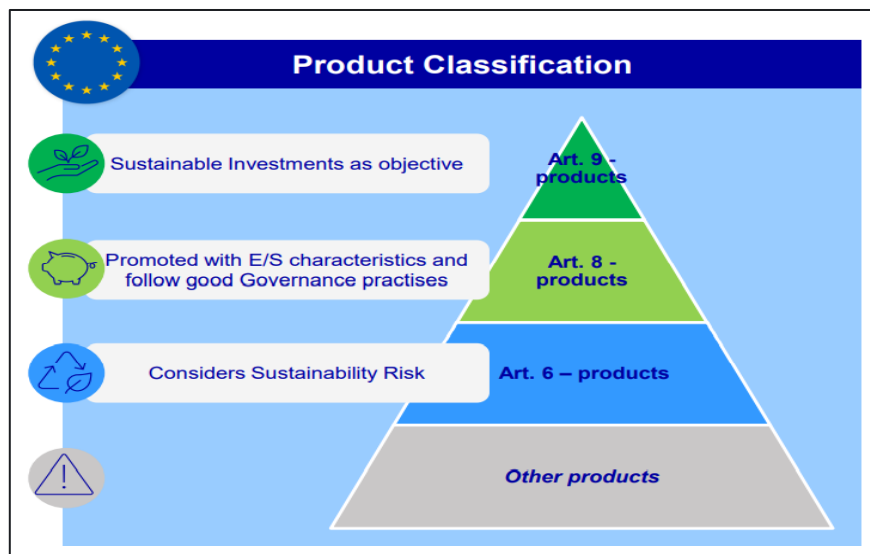 Product Classification
Sustainable Investments as objective
Art. 9 -
products
Promoted with E/S characteristics and
follow good Governance practises
Art. 8 -
products
Considers Sustainability Risk
Art. 6 – products
Other products